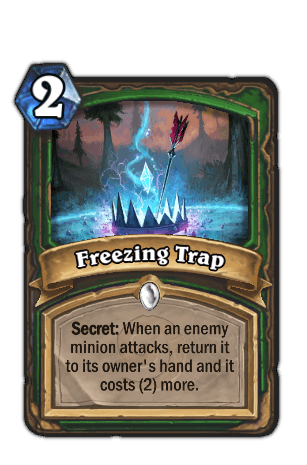 2
Freezing Trap
Secret: When an enemy
minion attacks, return it
to its owner's hand and it
costs (2) more.